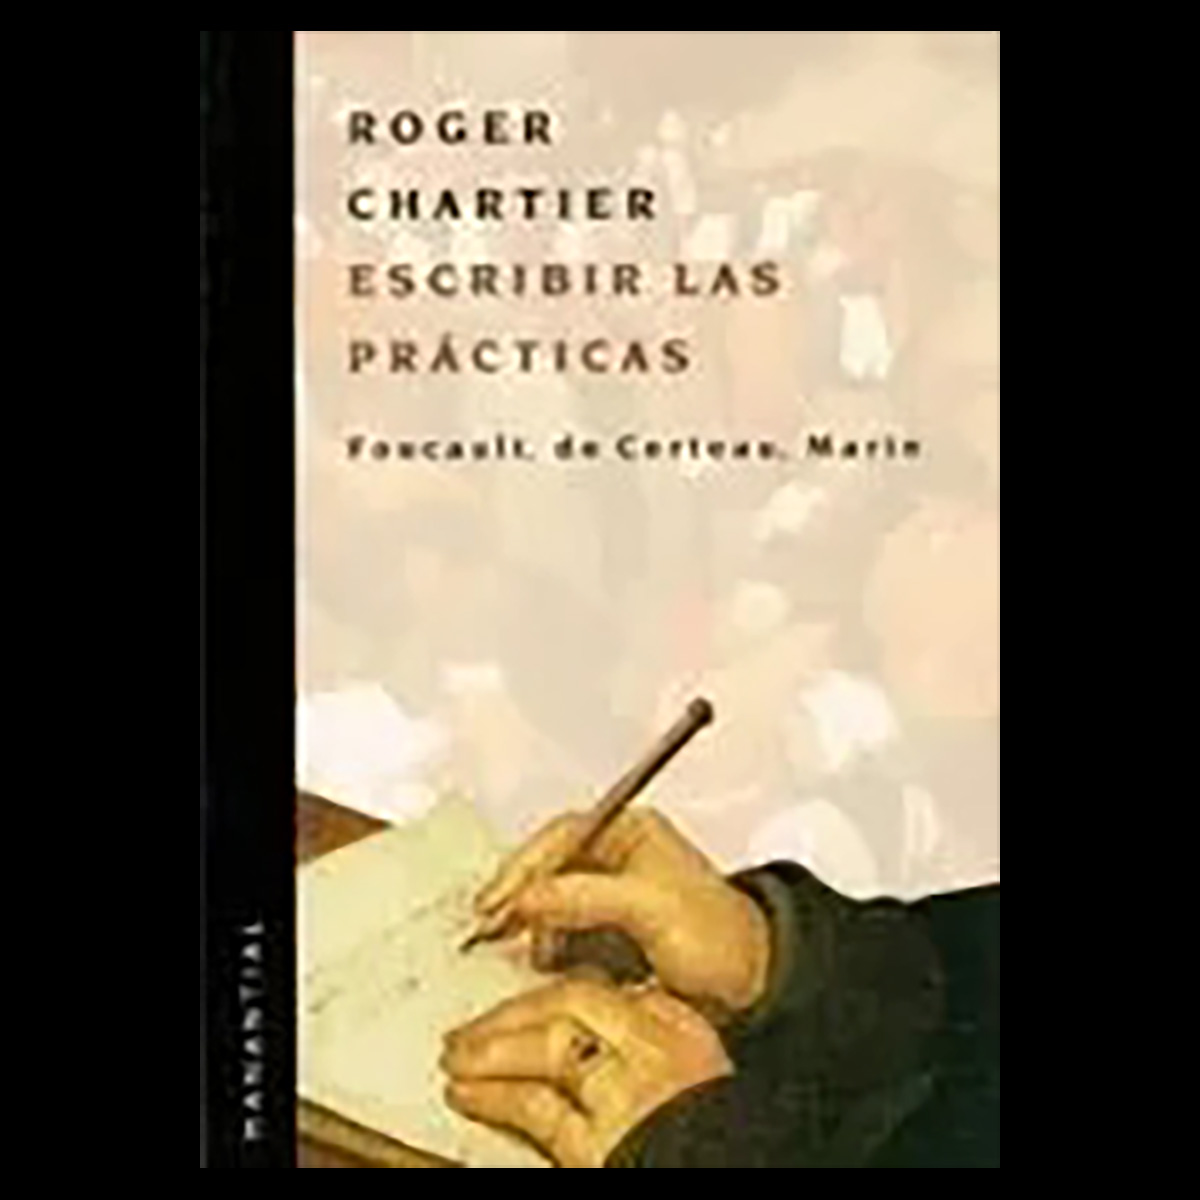 ROGER
CHARTIER
ESCRIBIR LAS
PRÁCTICAS
Foucault, de Certeau, Marin
MANANTIAL